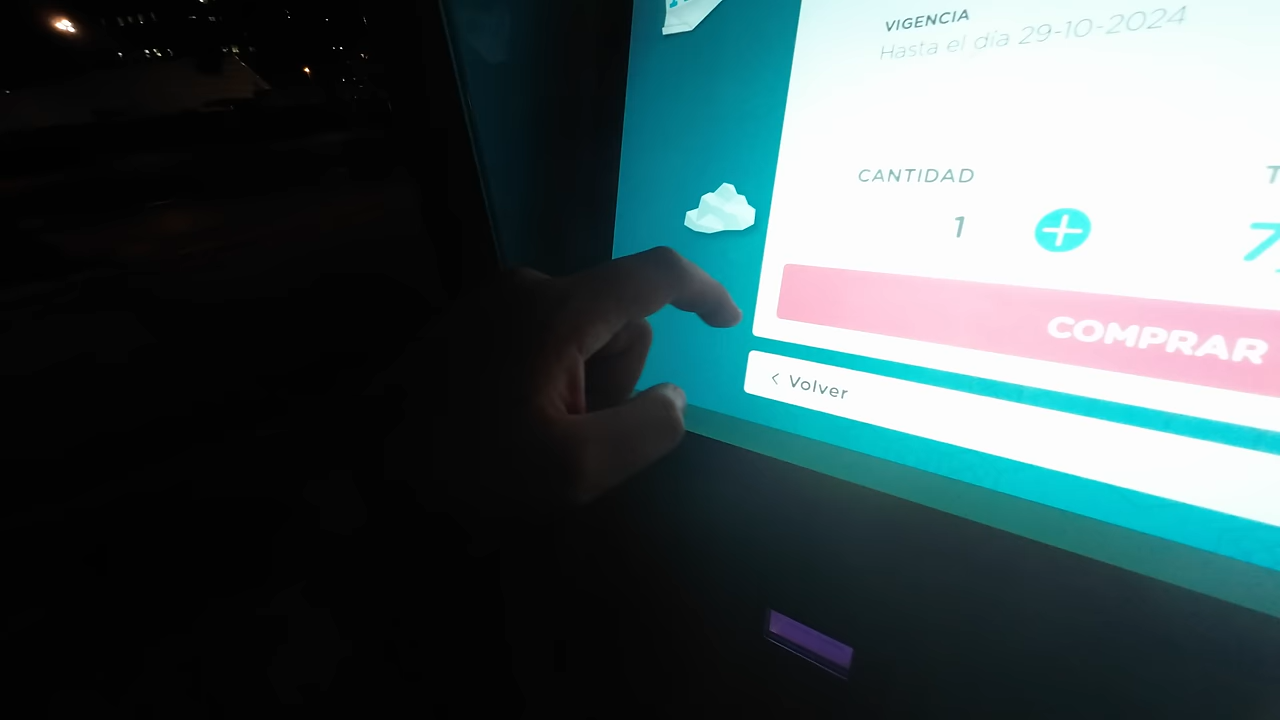 VIGENCIA
Hasta el día 29-10-2024
CANTIDAD
1 +
COMPRAR
< Volver